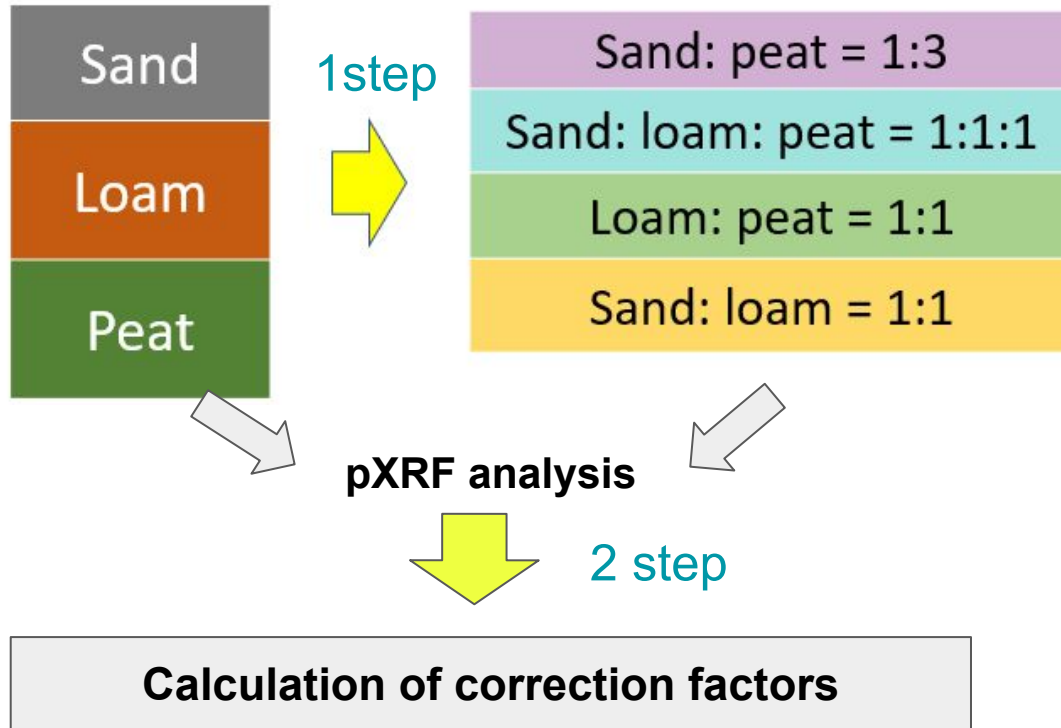 Sand
Loam
Peat
1step
Sand: peat = 1:3
Sand: loam: peat = 1:1:1
Loam: peat = 1:1
Sand: loam = 1:1
pXRF analysis
2 step
Calculation of correction factors